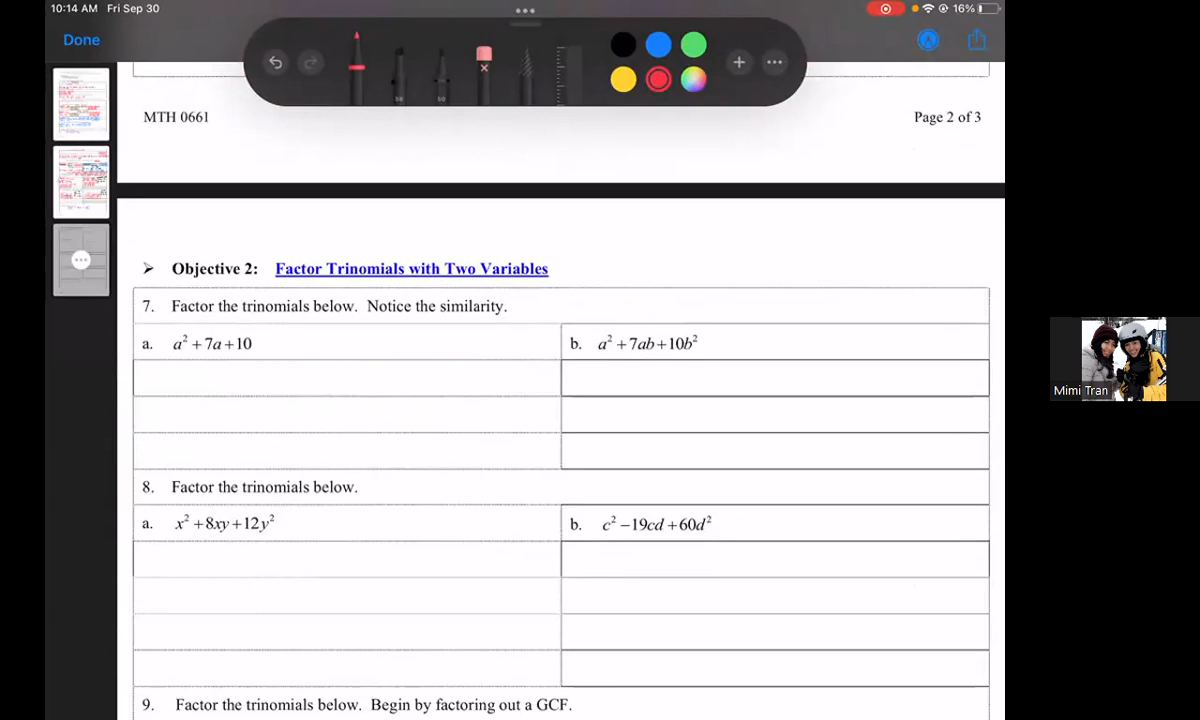 10:14 AM Fri Sep 30
16%
Done
50
50
MTH 0661
Page 2 of 3
➤ Objective 2: Factor Trinomials with Two Variables
7. Factor the trinomials below. Notice the similarity.
a. a² + 7a + 10
b. a² + 7ab + 10b²
8. Factor the trinomials below.
a. x² + 8xy + 12y²
b. c² − 19cd + 60d²
9. Factor the trinomials below. Begin by factoring out a GCF.
Mimi Tran